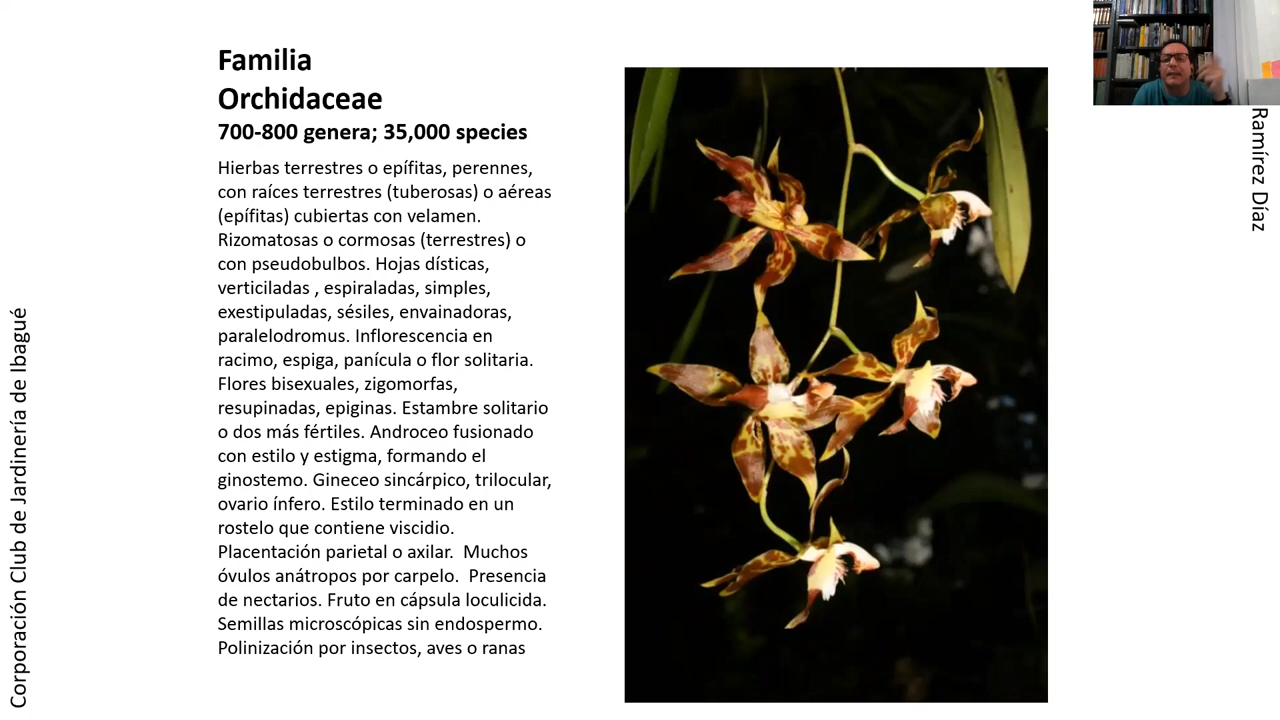 Familia
Orchidaceae
700-800 genera; 35,000 species
Hierbas terrestres o epífitas, perennes,
con raíces terrestres (tuberosas) o aéreas
(epífitas) cubiertas con velamen.
Rizomatosas o cormosas (terrestres) o
con pseudobulbos. Hojas dísticas,
verticiladas , espiraladas, simples,
exestipuladas, sésiles, envainadoras,
paralelodromus. Inflorescencia en
racimo, espiga, panícula o flor solitaria.
Flores bisexuales, zigomorfas,
resupinadas, epiginas. Estambre solitario
o dos más fértiles. Androceo fusionado
con estilo y estigma, formando el
ginostemo. Gineceo sincárpico, trilocular,
ovario ínfero. Estilo terminado en un
rostelo que contiene viscidio.
Placentación parietal o axilar.  Muchos
óvulos anátropos por carpelo.  Presencia
de nectarios. Fruto en cápsula loculicida.
Semillas microscópicas sin endospermo.
Polinización por insectos, aves o ranas
Corporación Club de Jardinería de Ibagué
Ramírez Díaz